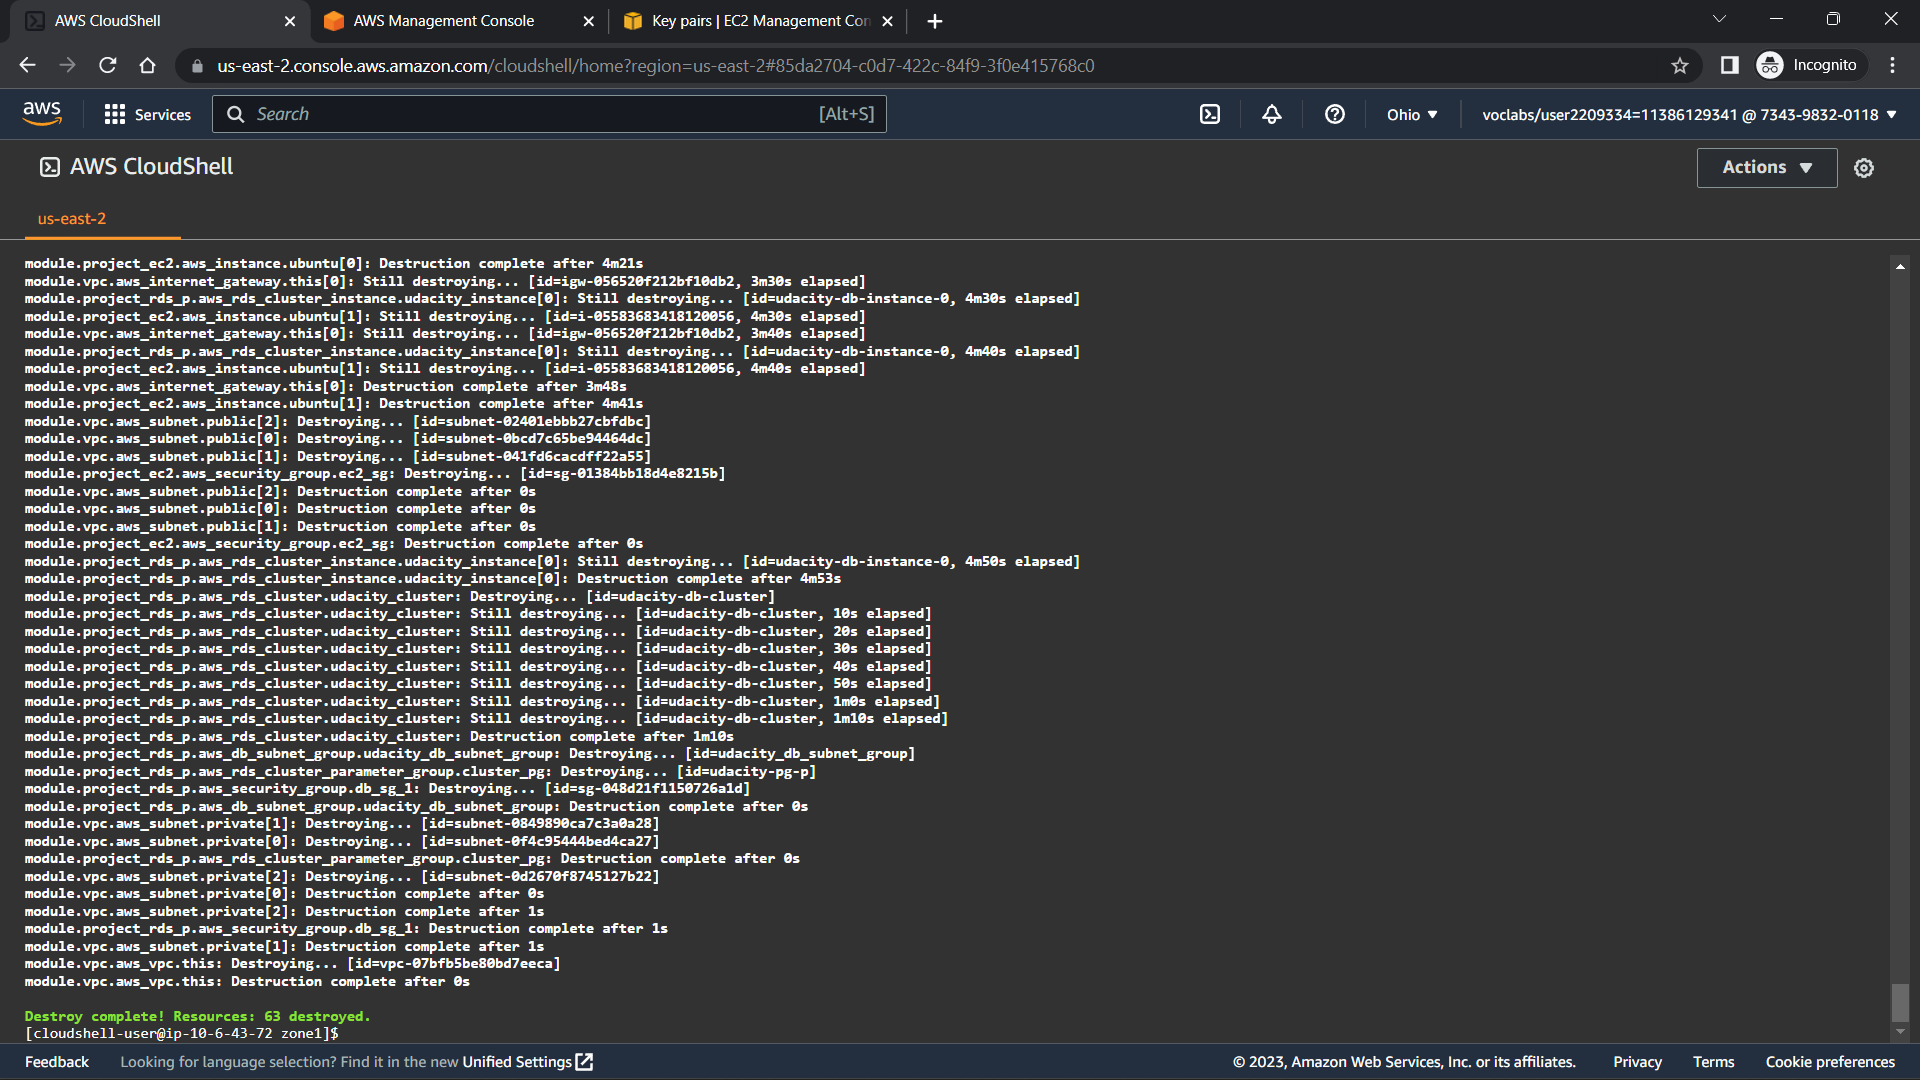 AWS CloudShell
AWS Management Console
Key pairs | EC2 Management Con
us-east-2.console.aws.amazon.com/cloudshell/home?region=us-east-2#85da2704-c0d7-422c-84f9-3f0e415768c0
Incognito
aws
Services
Search
[Alt+S]
Ohio
voclabs/user2209334=11386129341 @ 7343-9832-0118
AWS CloudShell
Actions
us-east-2
module.project_ec2.aws_instance.ubuntu[0]: Destruction complete after 4m21s
module.vpc.aws_internet_gateway.this[0]: Still destroying... [id=igw-056520f212bf10db2, 3m30s elapsed]
module.project_rds_p.aws_rds_cluster_instance.udacity_instance[0]: Still destroying... [id=udacity-db-instance-0, 4m30s elapsed]
module.project_ec2.aws_instance.ubuntu[1]: Still destroying... [id=i-05583683418120056, 4m30s elapsed]
module.vpc.aws_internet_gateway.this[0]: Still destroying... [id=igw-056520f212bf10db2, 3m40s elapsed]
module.project_rds_p.aws_rds_cluster_instance.udacity_instance[0]: Still destroying... [id=udacity-db-instance-0, 4m40s elapsed]
module.project_ec2.aws_instance.ubuntu[1]: Still destroying... [id=i-05583683418120056, 4m40s elapsed]
module.vpc.aws_internet_gateway.this[0]: Destruction complete after 3m48s
module.project_ec2.aws_instance.ubuntu[1]: Destruction complete after 4m41s
module.vpc.aws_subnet.public[2]: Destroying... [id=subnet-02401ebbb27cbfdbc]
module.vpc.aws_subnet.public[0]: Destroying... [id=subnet-0bcd7c65be94464dc]
module.vpc.aws_subnet.public[1]: Destroying... [id=subnet-041fd6cacdff22a55]
module.project_ec2.aws_security_group.ec2_sg: Destroying... [id=sg-01384bb18d4e8215b]
module.vpc.aws_subnet.public[2]: Destruction complete after 0s
module.vpc.aws_subnet.public[0]: Destruction complete after 0s
module.vpc.aws_subnet.public[1]: Destruction complete after 0s
module.project_ec2.aws_security_group.ec2_sg: Destruction complete after 0s
module.project_rds_p.aws_rds_cluster_instance.udacity_instance[0]: Still destroying... [id=udacity-db-instance-0, 4m50s elapsed]
module.project_rds_p.aws_rds_cluster_instance.udacity_instance[0]: Destruction complete after 4m53s
module.project_rds_p.aws_rds_cluster.udacity_cluster: Destroying... [id=udacity-db-cluster]
module.project_rds_p.aws_rds_cluster.udacity_cluster: Still destroying... [id=udacity-db-cluster, 10s elapsed]
module.project_rds_p.aws_rds_cluster.udacity_cluster: Still destroying... [id=udacity-db-cluster, 20s elapsed]
module.project_rds_p.aws_rds_cluster.udacity_cluster: Still destroying... [id=udacity-db-cluster, 30s elapsed]
module.project_rds_p.aws_rds_cluster.udacity_cluster: Still destroying... [id=udacity-db-cluster, 40s elapsed]
module.project_rds_p.aws_rds_cluster.udacity_cluster: Still destroying... [id=udacity-db-cluster, 50s elapsed]
module.project_rds_p.aws_rds_cluster.udacity_cluster: Still destroying... [id=udacity-db-cluster, 1m0s elapsed]
module.project_rds_p.aws_rds_cluster.udacity_cluster: Still destroying... [id=udacity-db-cluster, 1m10s elapsed]
module.project_rds_p.aws_rds_cluster.udacity_cluster: Destruction complete after 1m10s
module.project_rds_p.aws_db_subnet_group.udacity_db_subnet_group: Destroying... [id=udacity_db_subnet_group]
module.project_rds_p.aws_rds_cluster_parameter_group.cluster_pg: Destroying... [id=udacity-pg-p]
module.project_rds_p.aws_security_group.db_sg_1: Destroying... [id=sg-048d21f1150726a1d]
module.project_rds_p.aws_db_subnet_group.udacity_db_subnet_group: Destruction complete after 0s
module.vpc.aws_subnet.private[1]: Destroying... [id=subnet-0849890ca7c3a0a28]
module.vpc.aws_subnet.private[0]: Destroying... [id=subnet-0f4c95444bed4ca27]
module.project_rds_p.aws_rds_cluster_parameter_group.cluster_pg: Destruction complete after 0s
module.vpc.aws_subnet.private[2]: Destroying... [id=subnet-0d2670f8745127b22]
module.vpc.aws_subnet.private[0]: Destruction complete after 0s
module.vpc.aws_subnet.private[2]: Destruction complete after 1s
module.project_rds_p.aws_security_group.db_sg_1: Destruction complete after 1s
module.vpc.aws_subnet.private[1]: Destruction complete after 1s
module.vpc.aws_vpc.this: Destroying... [id=vpc-07bfb5be80bd7eeca]
module.vpc.aws_vpc.this: Destruction complete after 0s
Destroy complete! Resources: 63 destroyed.
[cloudshell-user@ip-10-6-43-72 zone1]$
Feedback
Looking for language selection? Find it in the new Unified Settings
© 2023, Amazon Web Services, Inc. or its affiliates.
Privacy
Terms
Cookie preferences